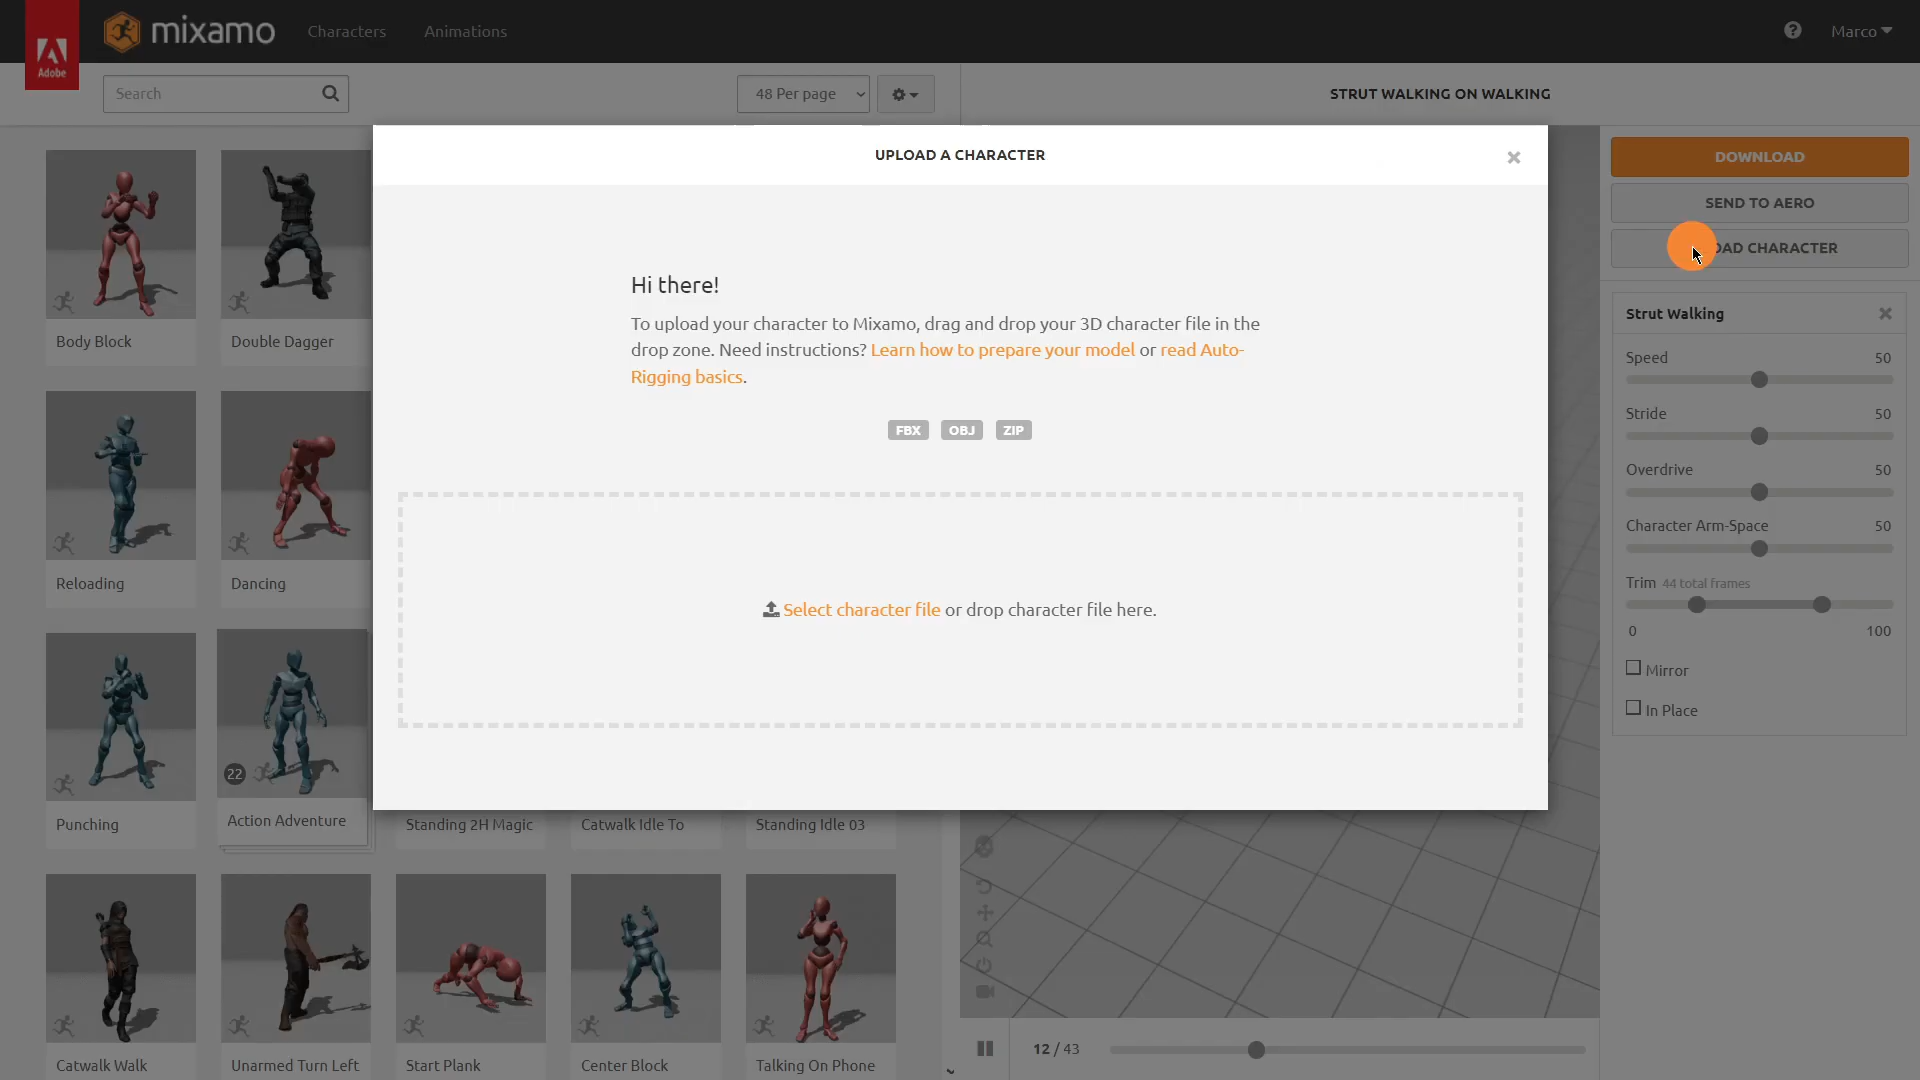 Adobe
mixamo
Characters
Animations
Marco
Search
48 Per page
STRUT WALKING ON WALKING
UPLOAD A CHARACTER
×
Hi there!
To upload your character to Mixamo, drag and drop your 3D character file in the
drop zone. Need instructions? Learn how to prepare your model or read Auto-
Rigging basics.
FBX OBJ ZIP
Select character file or drop character file here.
DOWNLOAD
SEND TO AERO
OAD CHARACTER
Strut Walking ×
Speed 50
Stride 50
Overdrive 50
Character Arm-Space 50
Trim 44 total frames
0 100
Mirror
In Place
Body Block
Double Dagger
Reloading
Dancing
Punching
22
Action Adventure
Standing 2H Magic
Catwalk Idle To
Standing Idle 03
Catwalk Walk
Unarmed Turn Left
Start Plank
Center Block
Talking On Phone
12 / 43